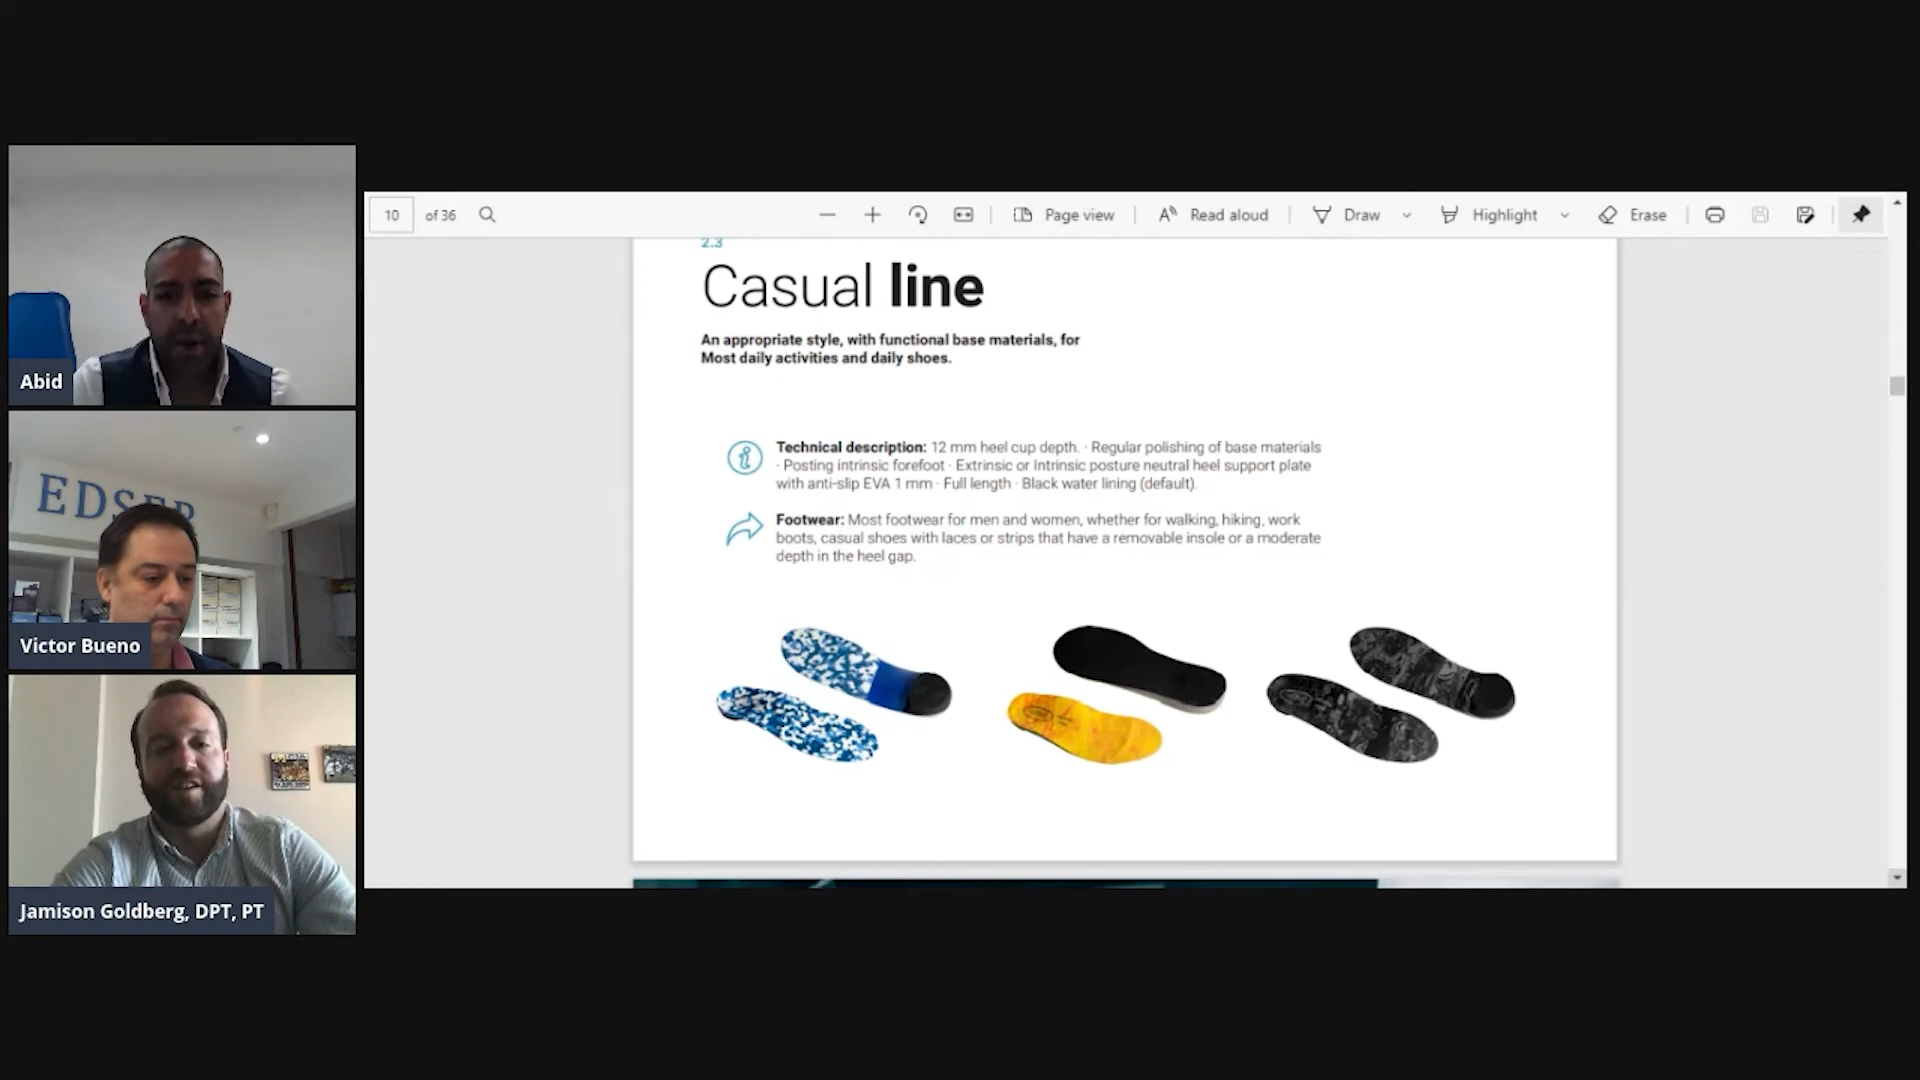 Abid
EDSER
Victor Bueno
Jamison Goldberg, DPT, PT
10 of 36 Page view Read aloud Draw Highlight Erase
2.3
Casual line
An appropriate style, with functional base materials, for
Most daily activities and daily shoes.
Technical description: 12 mm heel cup depth. · Regular polishing of base materials
· Posting intrinsic forefoot · Extrinsic or Intrinsic posture neutral heel support plate
with anti-slip EVA 1 mm · Full length · Black water lining (default).
Footwear: Most footwear for men and women, whether for walking, hiking, work
boots, casual shoes with laces or strips that have a removable insole or a moderate
depth in the heel gap.